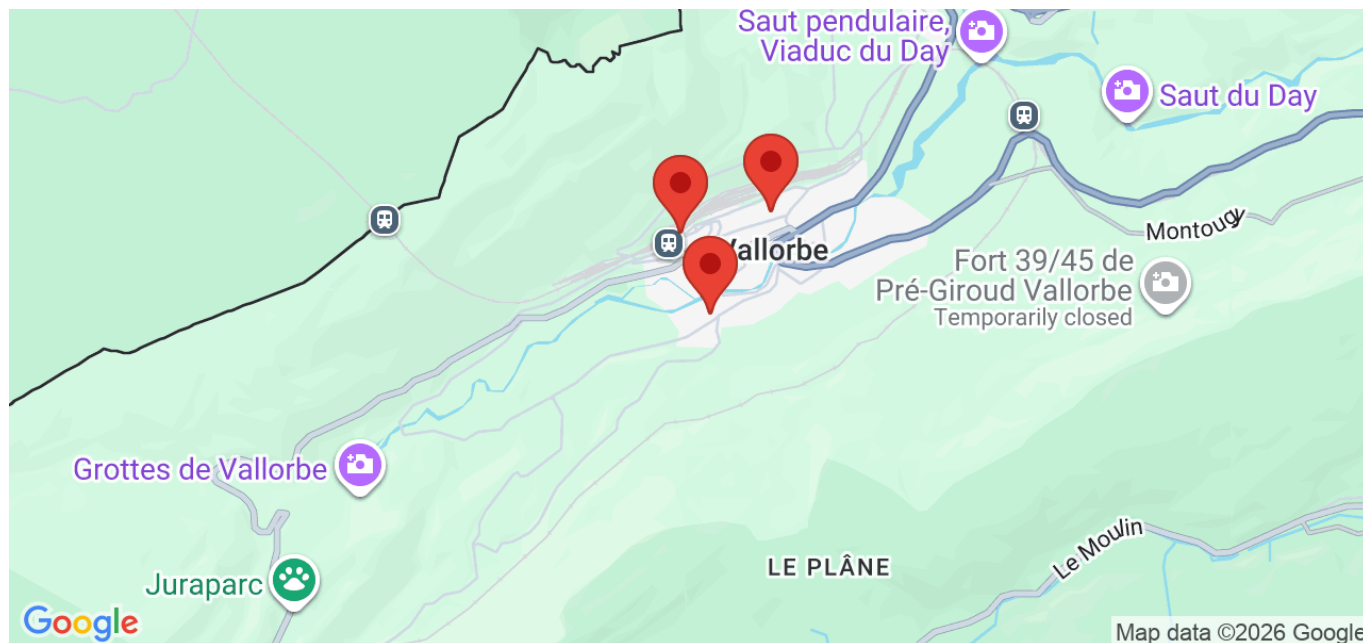 Saut pendulaire,
Viaduc du Day
Saut du Day
Montougy
Vallorbe
Fort 39/45 de
Pré-Giroud Vallorbe
Temporarily closed
Grottes de Vallorbe
Le Moulin
LE PLÂNE
Juraparc
Google
Map data ©2026 Google